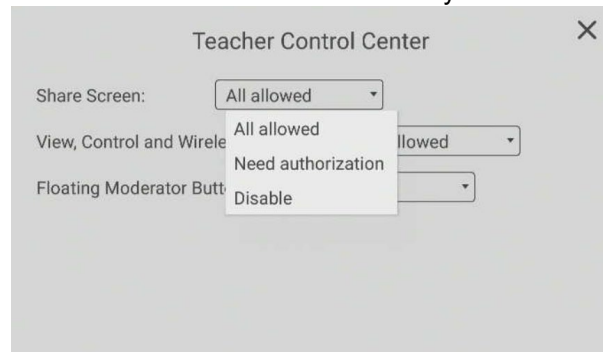 Teacher Control Center
Share Screen: All allowed
All allowed
View, Control and Wirele llowed
Need authorization
Floating Moderator Butt
Disable